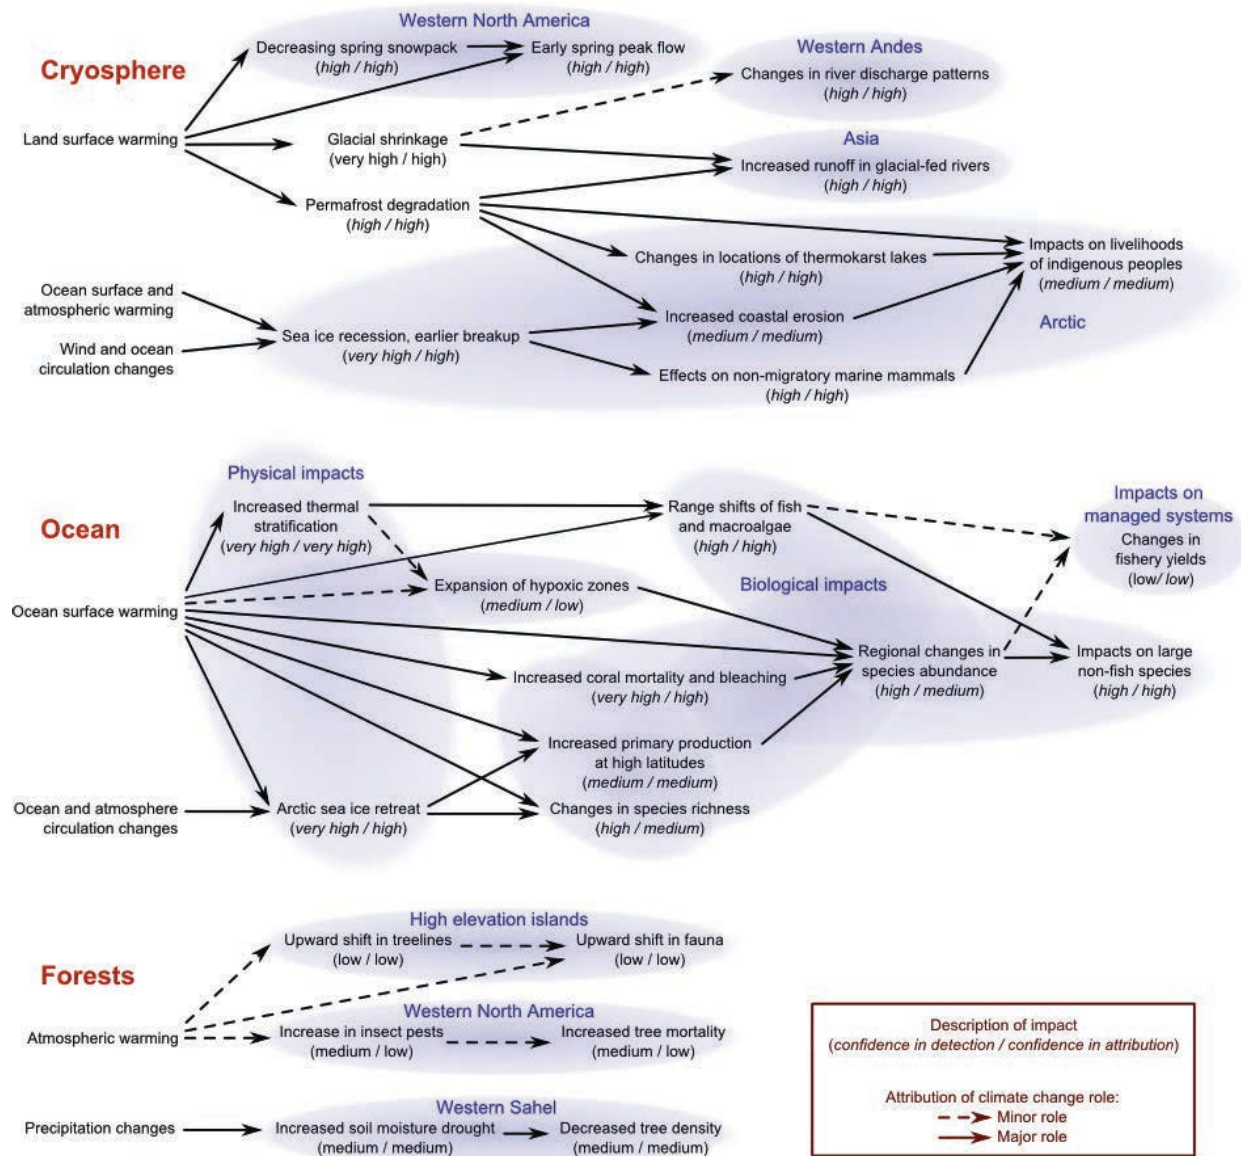 Western North America
Decreasing spring snowpack
(high / high)
Early spring peak flow
(high / high)
Western Andes
Changes in river discharge patterns
(high / high)
Cryosphere
Land surface warming
Glacial shrinkage
(very high / high)
Asia
Increased runoff in glacial-fed rivers
(high / high)
Permafrost degradation
(high / high)
Changes in locations of thermokarst lakes
(high / high)
Impacts on livelihoods
of indigenous peoples
(medium / medium)
Ocean surface and
atmospheric warming
Wind and ocean
circulation changes
Sea ice recession, earlier breakup
(very high / high)
Increased coastal erosion
(medium / medium)
Arctic
Effects on non-migratory marine mammals
(high / high)
Physical impacts
Increased thermal
stratification
(very high / very high)
Range shifts of fish
and macroalgae
(high / high)
Impacts on
managed systems
Changes in
fishery yields
(low/ low)
Ocean
Expansion of hypoxic zones
(medium / low)
Biological impacts
Ocean surface warming
Increased coral mortality and bleaching
(very high / high)
Regional changes in
species abundance
(high / medium)
Impacts on large
non-fish species
(high / high)
Increased primary production
at high latitudes
(medium / medium)
Ocean and atmosphere
circulation changes
Arctic sea ice retreat
(very high / high)
Changes in species richness
(high / medium)
High elevation islands
Upward shift in treelines
(low / low)
Upward shift in fauna
(low / low)
Forests
Western North America
Atmospheric warming
Increase in insect pests
(medium / low)
Increased tree mortality
(medium / low)
Western Sahel
Precipitation changes
Increased soil moisture drought
(medium / medium)
Decreased tree density
(medium / medium)
Description of impact
(confidence in detection / confidence in attribution)
Attribution of climate change role:
Minor role
Major role